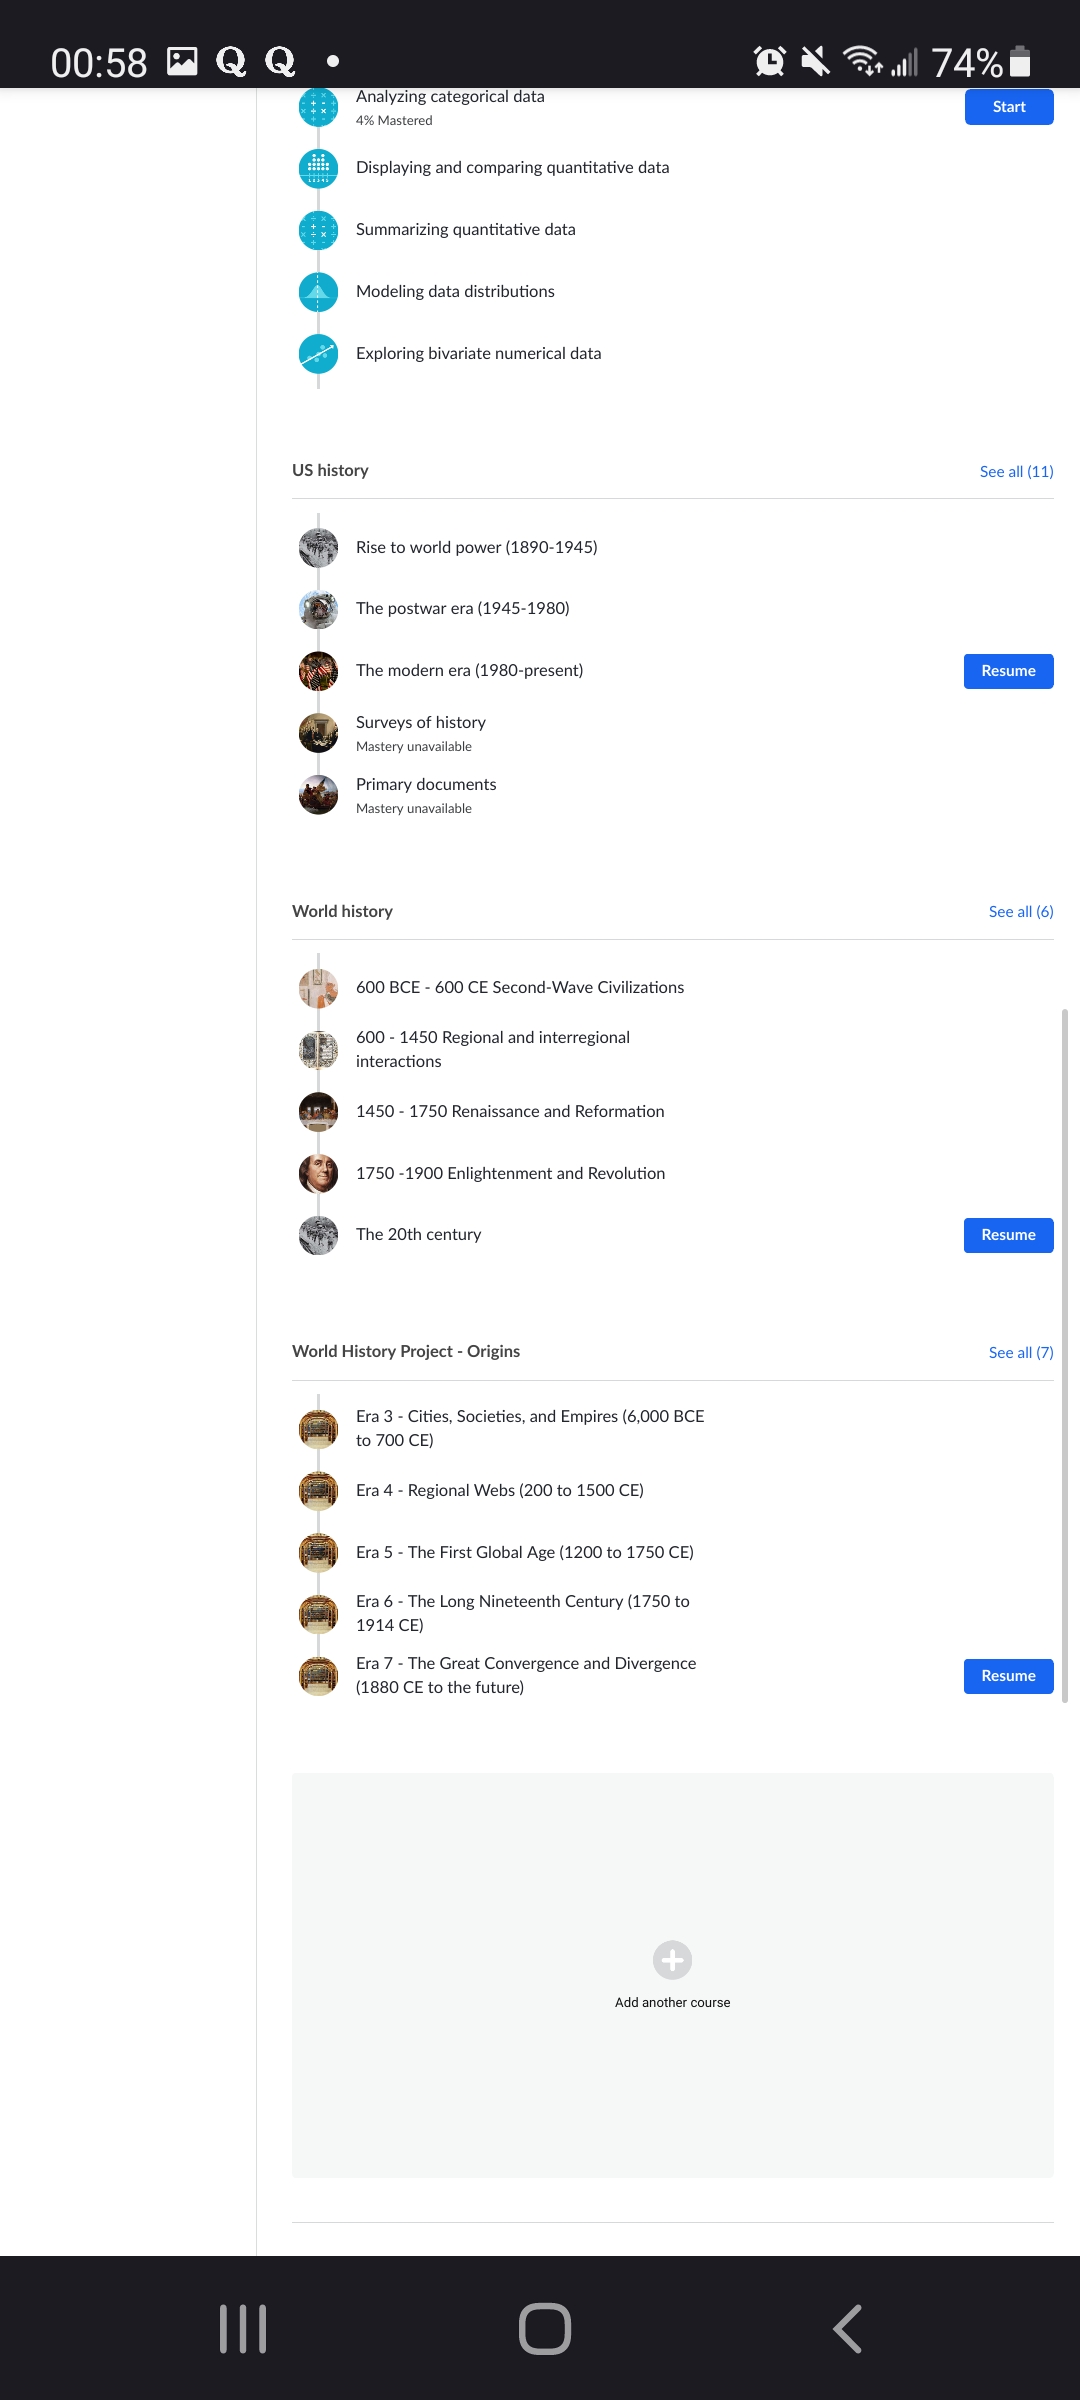 00:58
74%
Analyzing categorical data
4% Mastered
Start
Displaying and comparing quantitative data
Summarizing quantitative data
Modeling data distributions
Exploring bivariate numerical data
US history
See all (11)
Rise to world power (1890-1945)
The postwar era (1945-1980)
The modern era (1980-present)
Resume
Surveys of history
Mastery unavailable
Primary documents
Mastery unavailable
World history
See all (6)
600 BCE - 600 CE Second-Wave Civilizations
600 - 1450 Regional and interregional
interactions
1450 - 1750 Renaissance and Reformation
1750 -1900 Enlightenment and Revolution
The 20th century
Resume
World History Project - Origins
See all (7)
Era 3 - Cities, Societies, and Empires (6,000 BCE
to 700 CE)
Era 4 - Regional Webs (200 to 1500 CE)
Era 5 - The First Global Age (1200 to 1750 CE)
Era 6 - The Long Nineteenth Century (1750 to
1914 CE)
Era 7 - The Great Convergence and Divergence
(1880 CE to the future)
Resume
Add another course